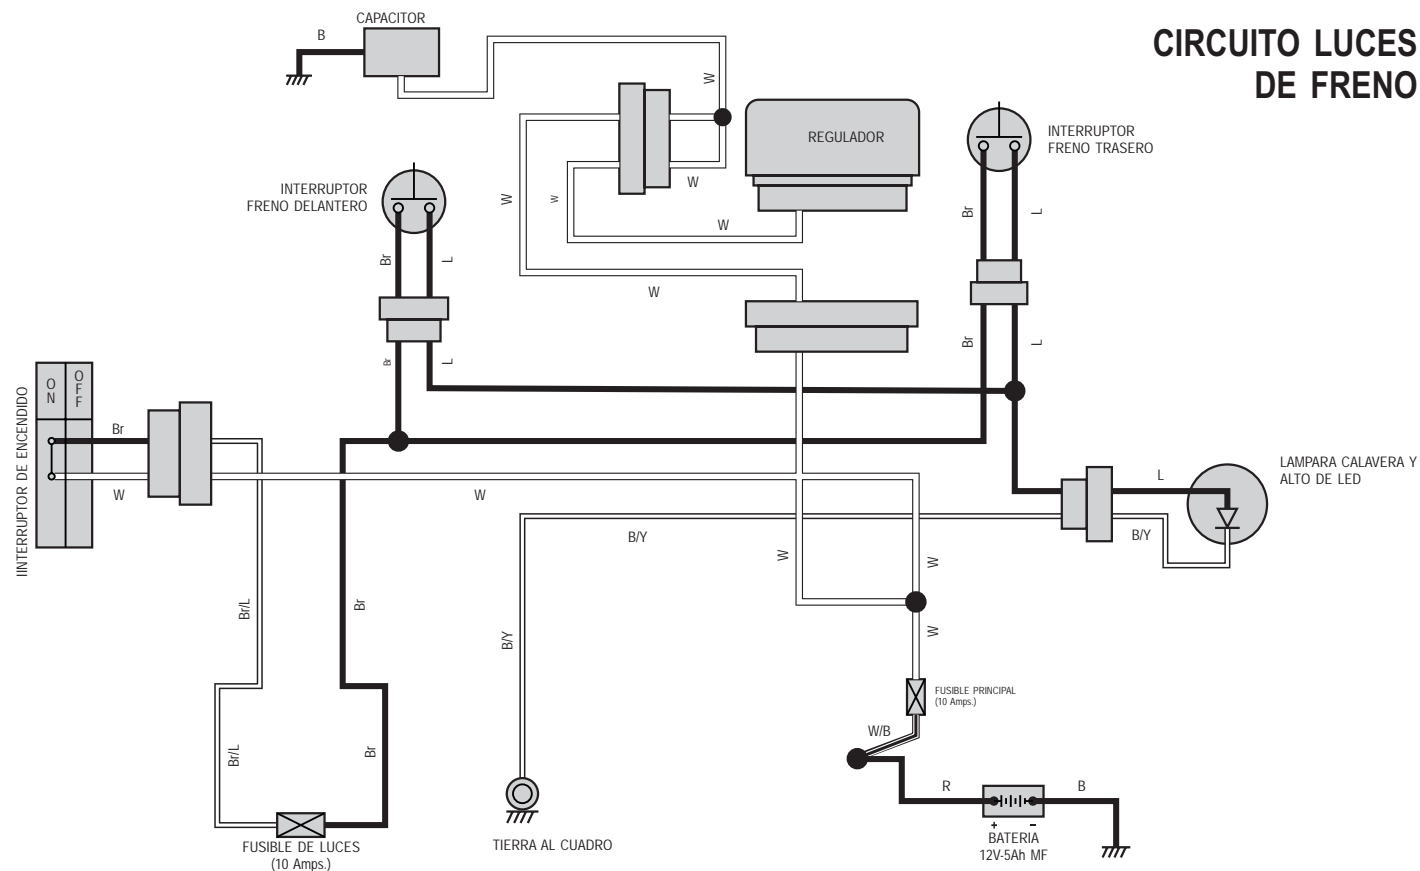 CIRCUITO LUCES
DE FRENO
CAPACITOR
B
W
REGULADOR
INTERRUPTOR
FRENO TRASERO
INTERRUPTOR
FRENO DELANTERO
W
W
W
W
W
Br
L
Br
L
Br
L
Br
L
IINTERRUPTOR DE ENCENDIDO
ON
OFF
Br
W
W
LAMPARA CALAVERA Y
ALTO DE LED
L
B/Y
B/Y
W
W
W
Br/L
Br
B/Y
Br/L
Br
FUSIBLE PRINCIPAL
(10 Amps.)
W/B
R
B
+
–
BATERIA
12V-5Ah MF
TIERRA AL CUADRO
FUSIBLE DE LUCES
(10 Amps.)